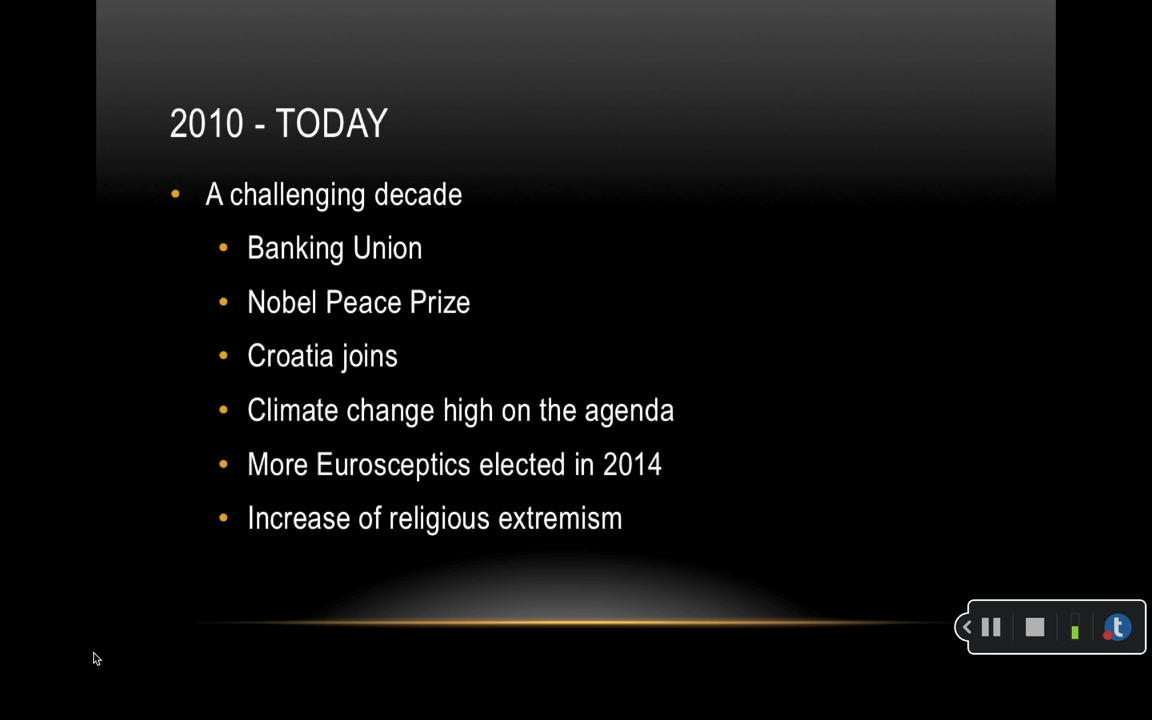 2010 - TODAY
• A challenging decade
• Banking Union
• Nobel Peace Prize
• Croatia joins
• Climate change high on the agenda
• More Eurosceptics elected in 2014
• Increase of religious extremism
t